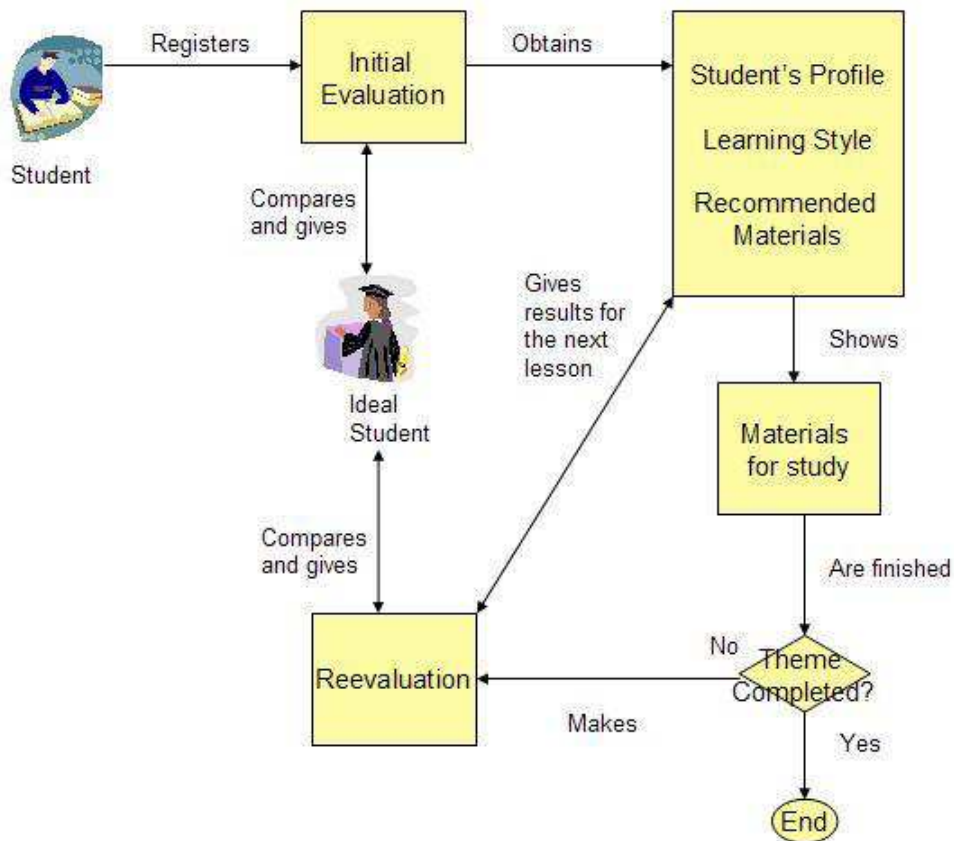 Registers
Initial
Evaluation
Obtains
Student's Profile
Learning Style
Recommended
Materials
Student
Compares
and gives
Gives
results for
the next
lesson
Shows
Ideal
Student
Materials
for study
Compares
and gives
Are finished
Reevaluation
No
Theme
Completed?
Makes
Yes
End